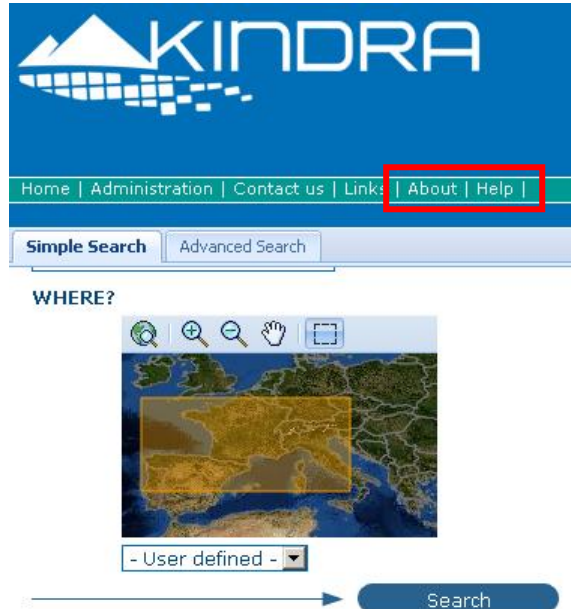 KINDRA
Home | Administration | Contact us | Links | About | Help |
Simple Search Advanced Search
WHERE?
- User defined -
Search